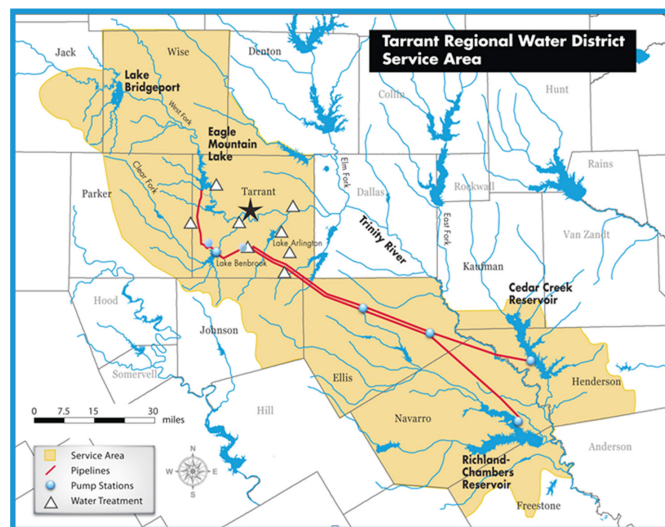 Tarrant Regional Water District
Service Area
Jack
Wise
Denton
Collin
Hunt
Lake
Bridgeport
West Fork
Eagle
Mountain
Lake
Clear Fork
Elm Fork
Parker
Tarrant
Dallas
Rockwall
Rains
East Fork
Trinity River
Lake Arlington
Lake Benbrook
Kaufman
Van Zandt
Cedar Creek
Reservoir
Hood
Johnson
Somervell
Ellis
Henderson
Hill
Navarro
Anderson
Richland-
Chambers
Reservoir
Freestone
0 7.5 15 30 miles
Service Area
Pipelines
Pump Stations
Water Treatment
N
W E
S